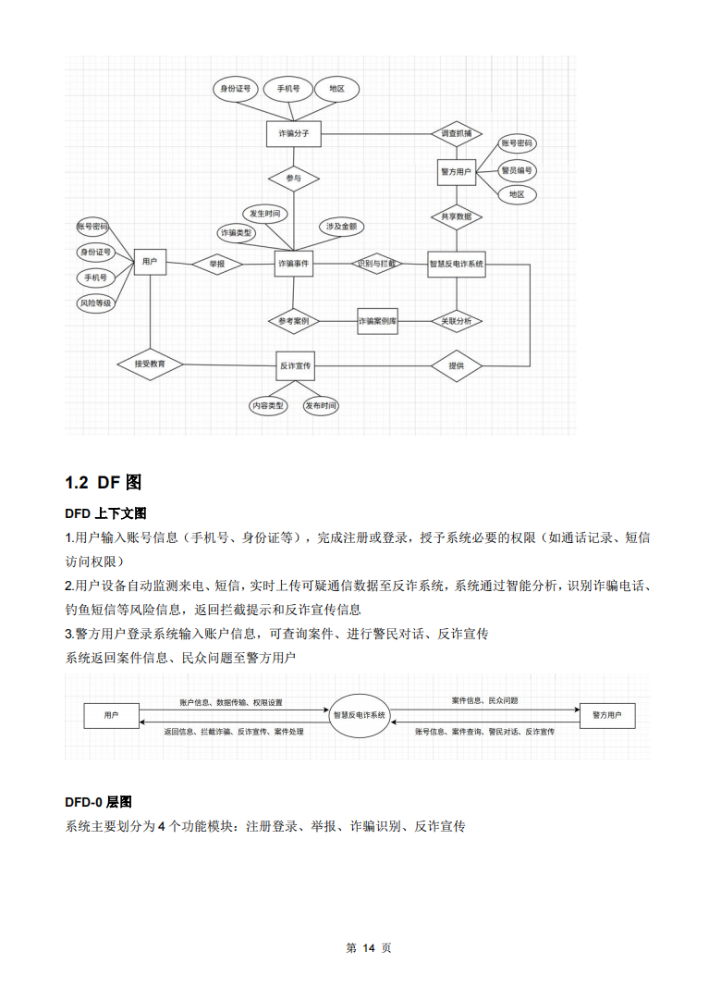 身份证号
手机号
地区
诈骗分子
调查抓捕
账号密码
警方用户
警员编号
地区
参与
发生时间
诈骗类型
涉及金额
共享数据
账号密码
身份证号
手机号
风险等级
用户
举报
诈骗事件
识别与拦截
智慧反电诈系统
参考案例
诈骗案例库
关联分析
接受教育
反诈宣传
提供
内容类型
发布时间
1.2 DF 图
DFD 上下文图
1.用户输入账号信息（手机号、身份证等），完成注册或登录，授予系统必要的权限（如通话记录、短信
访问权限）
2.用户设备自动监测来电、短信，实时上传可疑通信数据至反诈系统，系统通过智能分析，识别诈骗电话、
钓鱼短信等风险信息，返回拦截提示和反诈宣传信息
3.警方用户登录系统输入账户信息，可查询案件、进行警民对话、反诈宣传
系统返回案件信息、民众问题至警方用户
用户
账户信息、数据传输、权限设置
返回信息、拦截诈骗、反诈宣传、案件处理
智慧反电诈系统
案件信息、民众问题
账号信息、案件查询、警民对话、反诈宣传
警方用户
DFD-0 层图
系统主要划分为 4 个功能模块：注册登录、举报、诈骗识别、反诈宣传
第 14 页